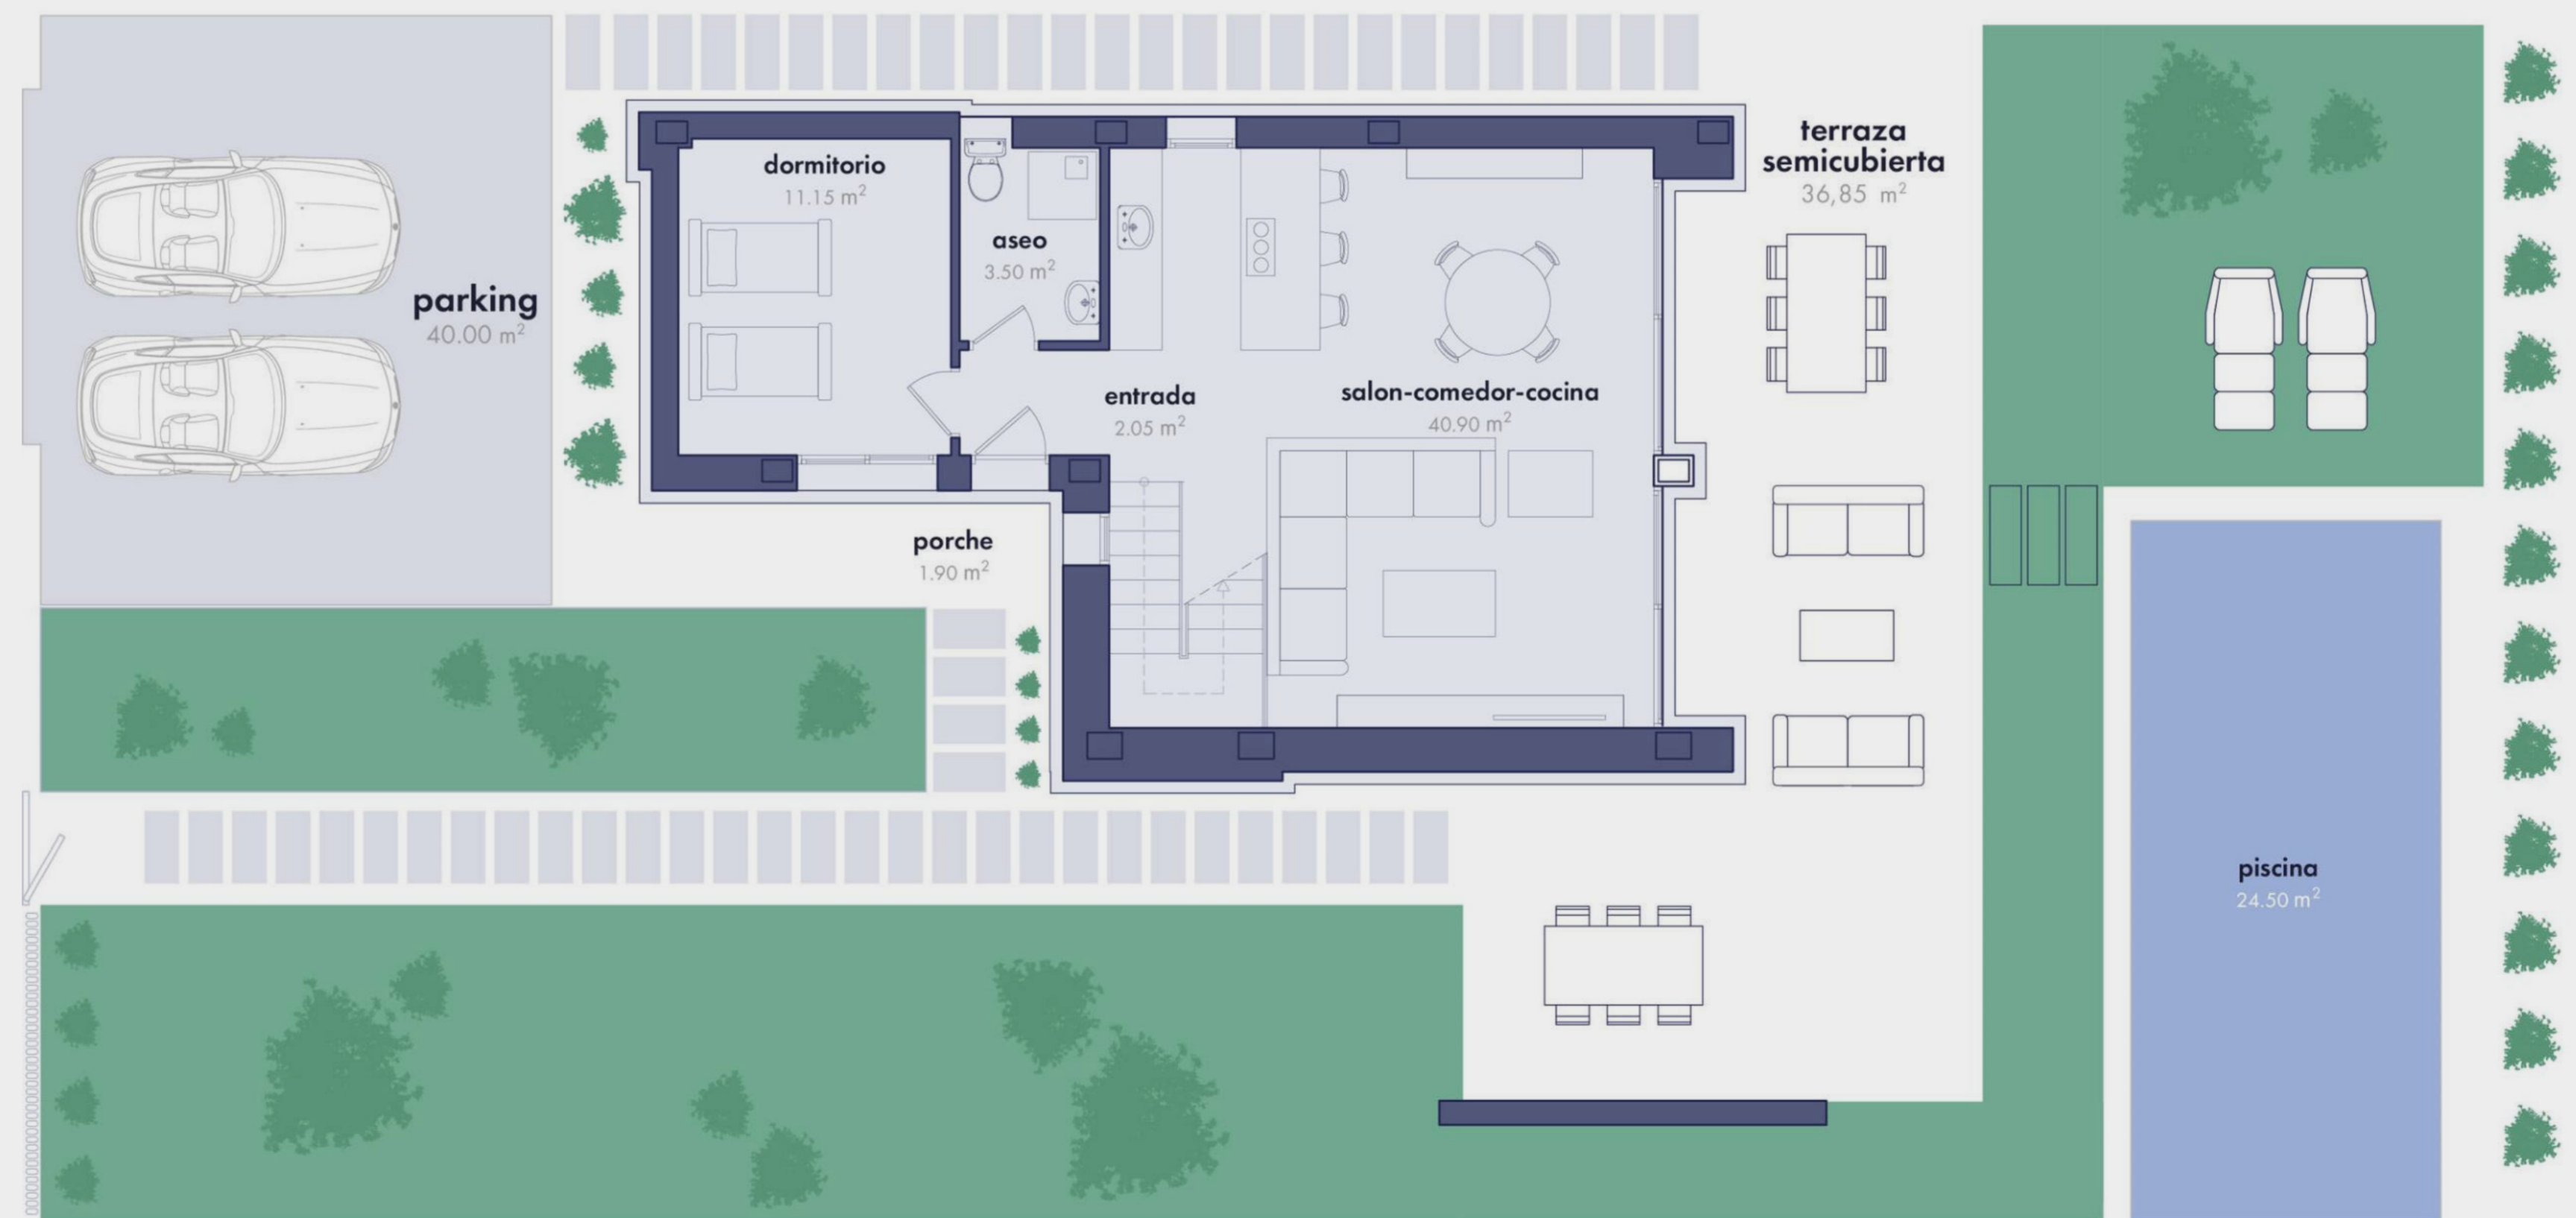 parking
40.00 m²
dormitorio
11.15 m²
aseo
3.50 m²
entrada
2.05 m²
salon-comedor-cocina
40.90 m²
porche
1.90 m²
terraza
semicubierta
36,85 m²
piscina
24.50 m²